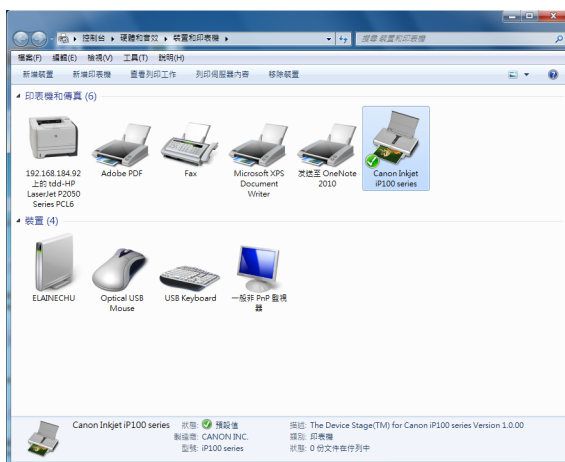 控制台 ▸ 硬體和音效 ▸ 裝置和印表機
搜尋 裝置和印表機
檔案(F) 編輯(E) 檢視(V) 工具(T) 說明(H)
新增裝置 新增印表機 查看列印工作 列印伺服器內容 移除裝置
印表機和傳真 (6)
192.168.184.92
上的 tdd-HP
LaserJet P2050
Series PCL6
Adobe PDF
Fax
Microsoft XPS
Document
Writer
发送至 OneNote
2010
Canon Inkjet
iP100 series
裝置 (4)
ELAINECHU
Optical USB
Mouse
USB Keyboard
一般非 PnP 監視
器
Canon Inkjet iP100 series 狀態: 預設值 描述: The Device Stage(TM) for Canon iP100 series Version 1.0.00
製造商: CANON INC. 類別: 印表機
型號: iP100 series 狀態: 0 份文件在佇列中